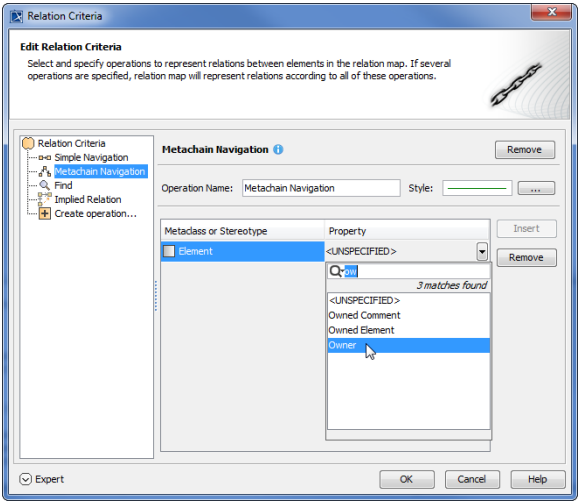 Relation Criteria
Edit Relation Criteria
Select and specify operations to represent relations between elements in the relation map. If several
operations are specified, relation map will represent relations according to all of these operations.
Relation Criteria
Simple Navigation
Metachain Navigation
Find
Implied Relation
Create operation...
Metachain Navigation
Remove
Operation Name: Metachain Navigation Style: ...
Metaclass or Stereotype Property
Insert
Element <UNSPECIFIED>
Remove
ow
3 matches found
<UNSPECIFIED>
Owned Comment
Owned Element
Owner
Expert
OK Cancel Help